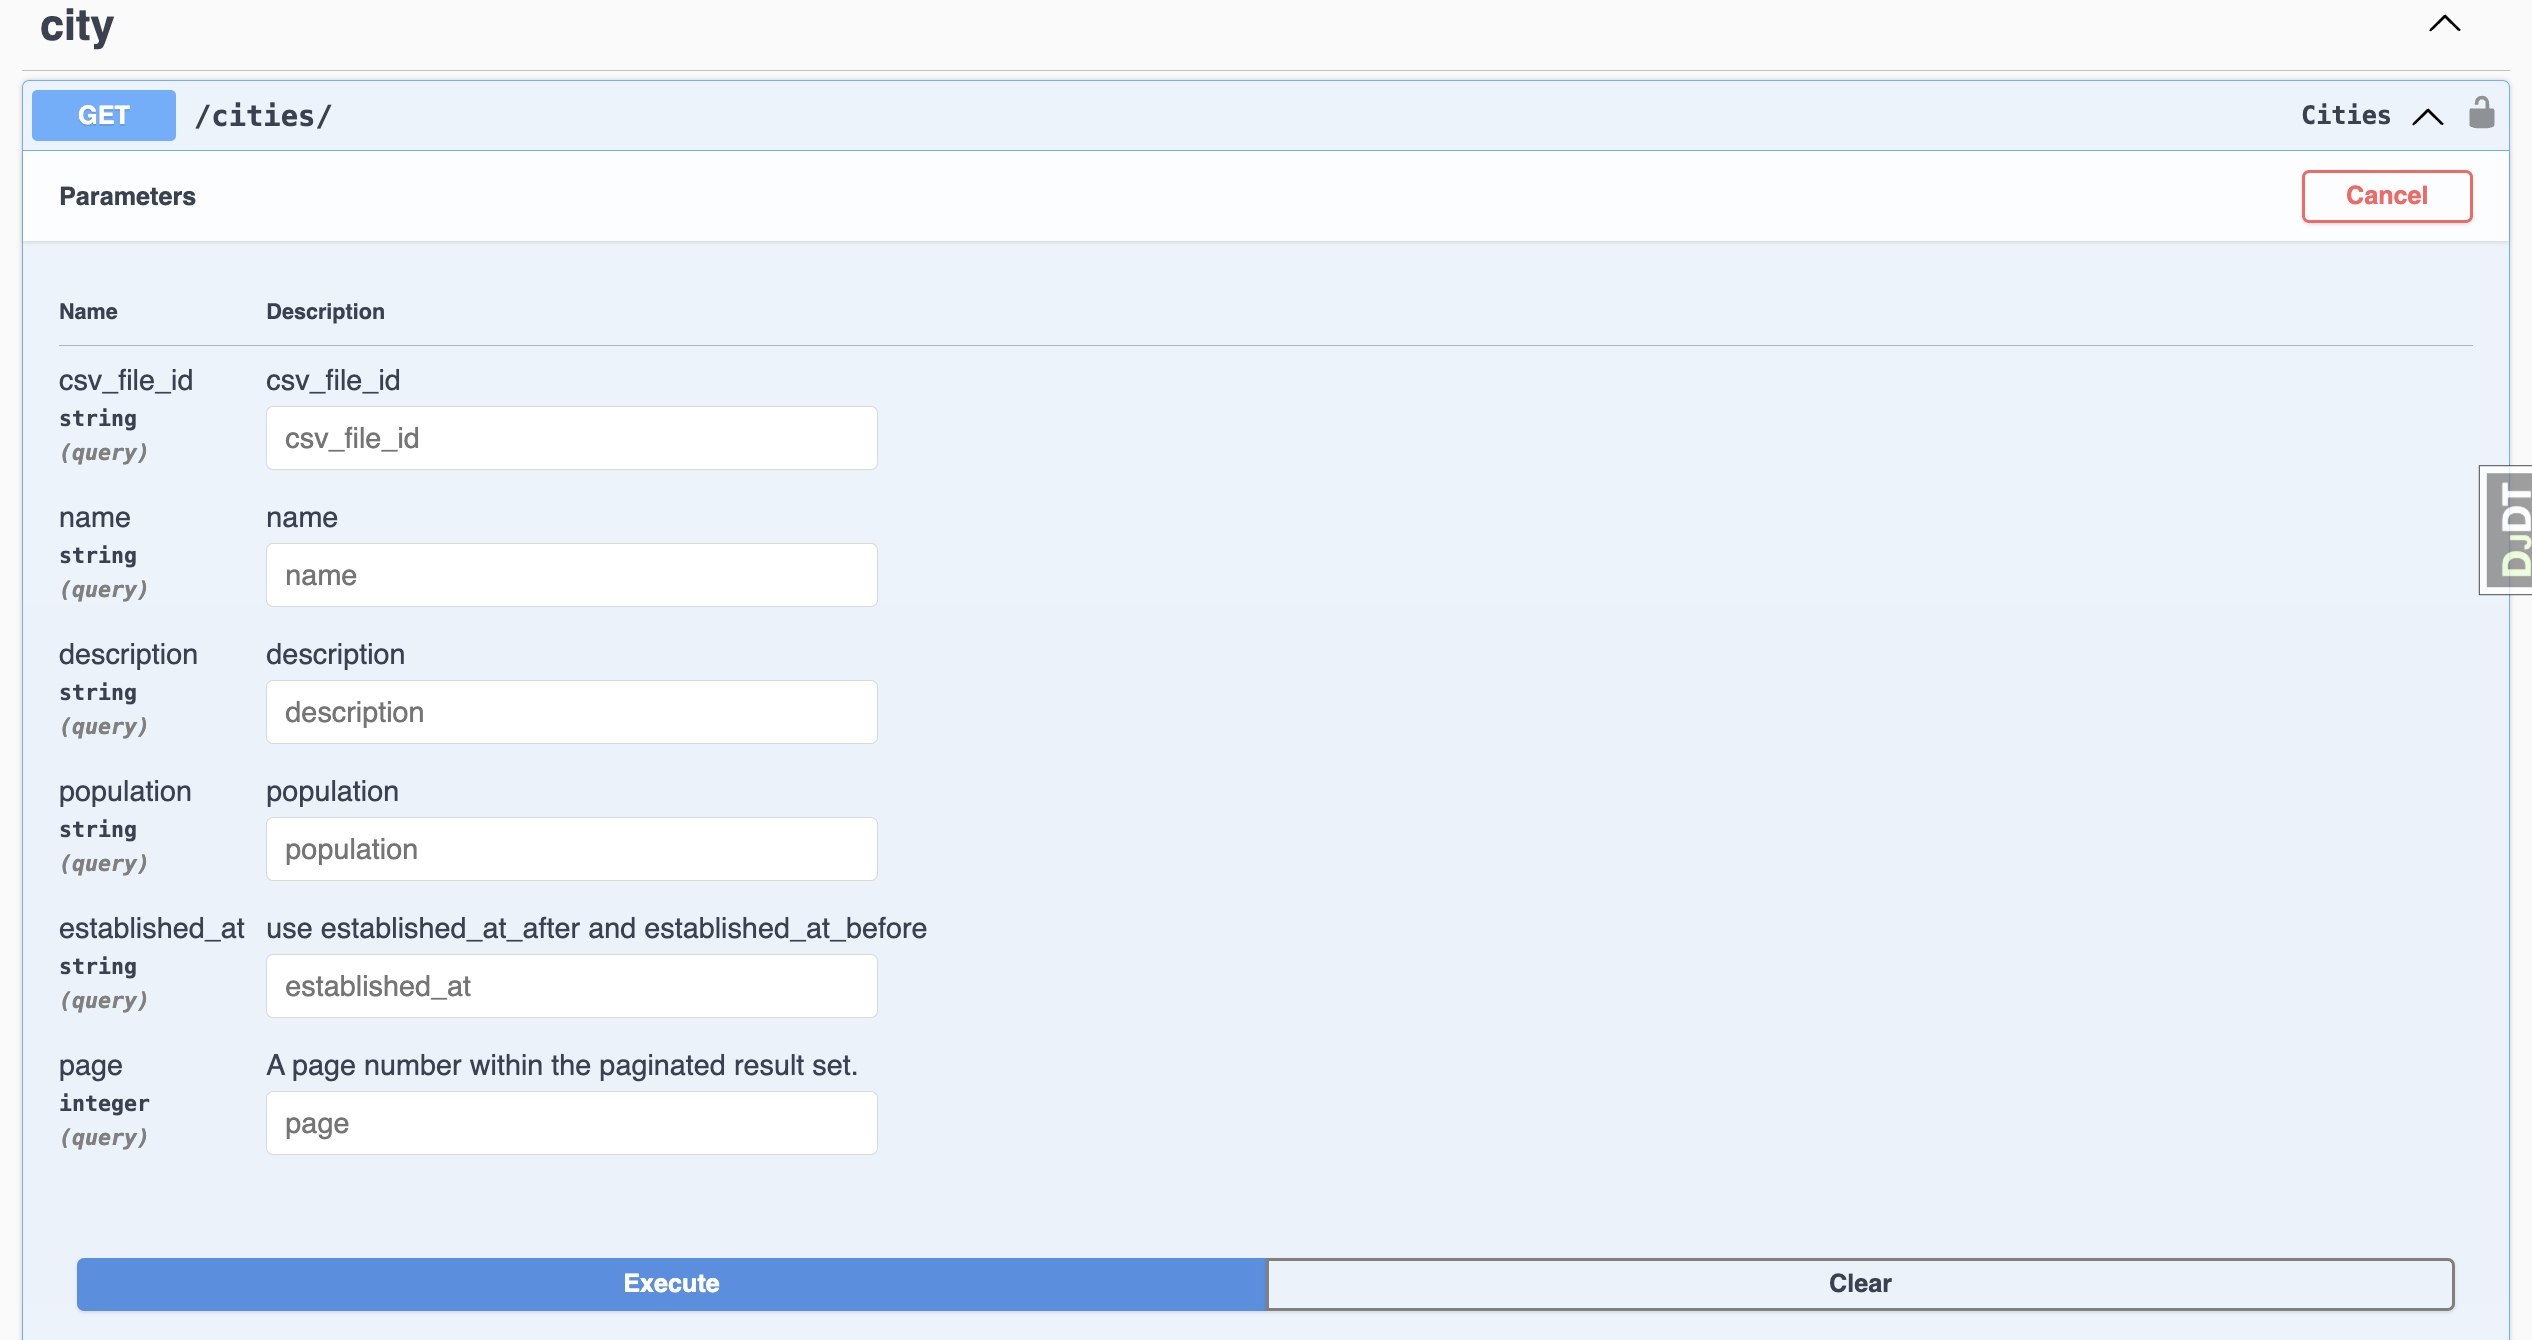 city
GET /cities/ Cities
Parameters
Cancel
Name Description
csv_file_id csv_file_id
string
(query)
csv_file_id
name name
string
(query)
name
description description
string
(query)
description
population population
string
(query)
population
established_at use established_at_after and established_at_before
string
(query)
established_at
page A page number within the paginated result set.
integer
(query)
page
Execute Clear
DJDT